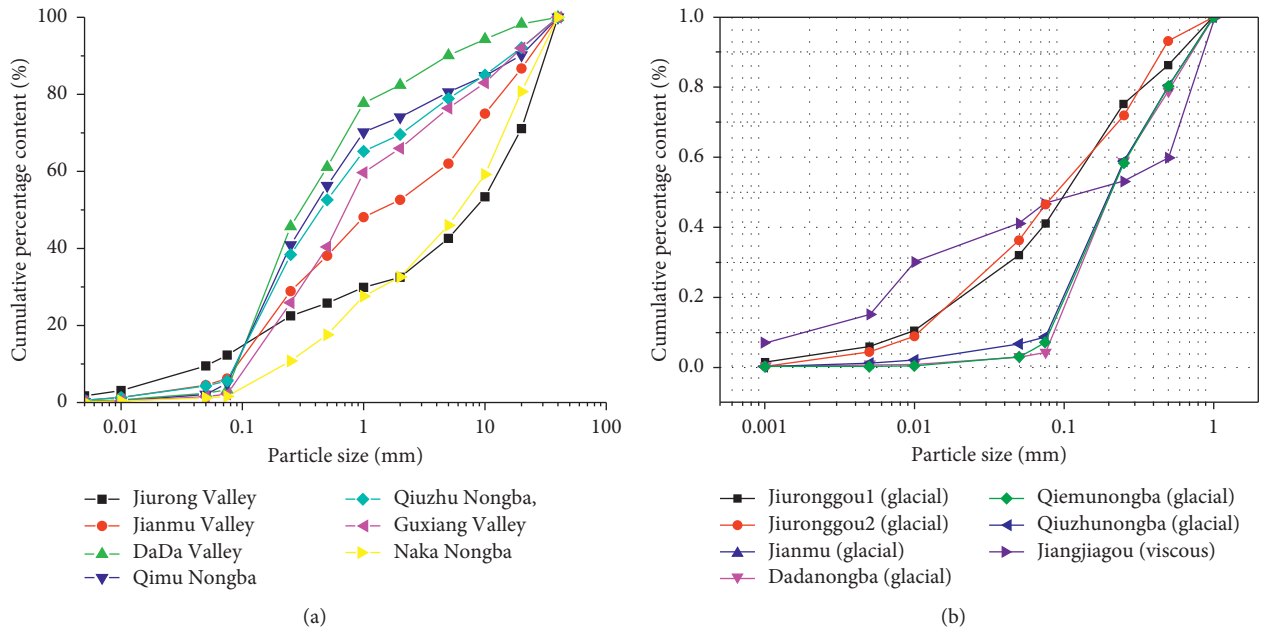 100
80
60
40
20
0
Cumulative percentage content (%)
0.01 0.1 1 10 100
Particle size (mm)
Jiurong Valley
Jianmu Valley
DaDa Valley
Qimu Nongba
Qiuzhu Nongba,
Guxiang Valley
Naka Nongba
(a)
1.0
0.8
0.6
0.4
0.2
0.0
Cumulative percentage content (%)
0.001 0.01 0.1 1
Particle size (mm)
Jiuronggou1 (glacial)
Jiuronggou2 (glacial)
Jianmu (glacial)
Dadanongba (glacial)
Qiemunongba (glacial)
Qiuzhunongba (glacial)
Jiangjiagou (viscous)
(b)